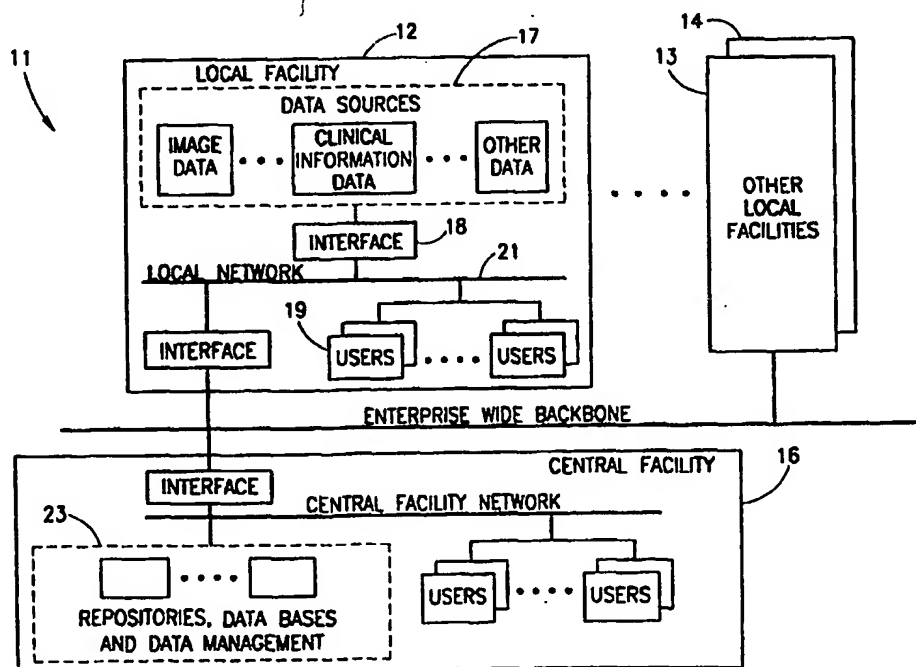 14
12
17
13
11
LOCAL FACILITY
DATA SOURCES
IMAGE
DATA
CLINICAL
INFORMATION
DATA
OTHER
DATA
OTHER
LOCAL
FACILITIES
INTERFACE
18
LOCAL NETWORK
21
19
INTERFACE
USERS
USERS
ENTERPRISE WIDE BACKBONE
CENTRAL FACILITY
16
INTERFACE
CENTRAL FACILITY NETWORK
23
USERS
USERS
REPOSITORIES, DATA BASES
AND DATA MANAGEMENT